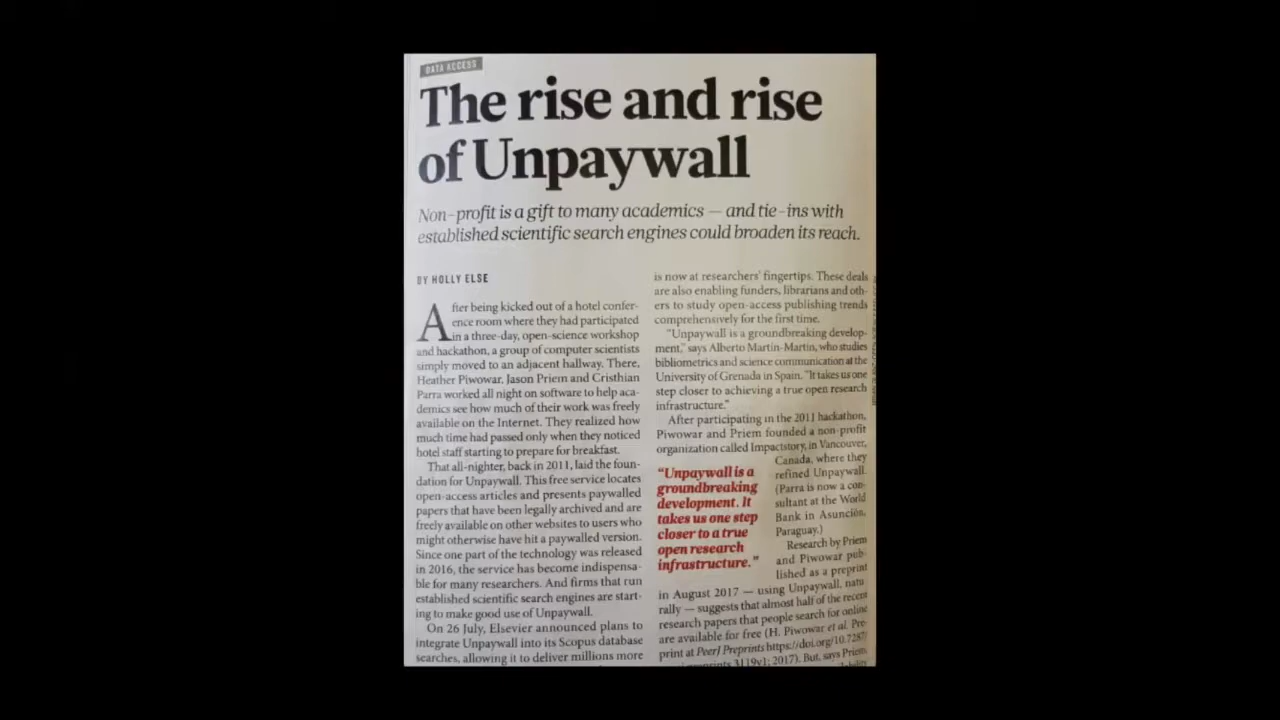 DATA ACCESS
The rise and rise
of Unpaywall
Non-profit is a gift to many academics — and tie-ins with
established scientific search engines could broaden its reach.
BY HOLLY ELSE
After being kicked out of a hotel confer-
ence room where they had participated
in a three-day, open-science workshop
and hackathon, a group of computer scientists
simply moved to an adjacent hallway. There,
Heather Piwowar, Jason Priem and Cristhian
Parra worked all night on software to help aca-
demics see how much of their work was freely
available on the Internet. They realized how
much time had passed only when they noticed
hotel staff starting to prepare for breakfast.
That all-nighter, back in 2011, laid the foun-
dation for Unpaywall. This free service locates
open-access articles and presents paywalled
papers that have been legally archived and are
freely available on other websites to users who
might otherwise have hit a paywalled version.
Since one part of the technology was released
in 2016, the service has become indispensa-
ble for many researchers. And firms that run
established scientific search engines are start-
ing to make good use of Unpaywall.
On 26 July, Elsevier announced plans to
integrate Unpaywall into its Scopus database
searches, allowing it to deliver millions more
is now at researchers' fingertips. These deals
are also enabling funders, librarians and oth-
ers to study open-access publishing trends
comprehensively for the first time.
"Unpaywall is a groundbreaking develop-
ment," says Alberto Martín-Martín, who studies
bibliometrics and science communication at the
University of Grenada in Spain. "It takes us one
step closer to achieving a true open research
infrastructure."
After participating in the 2011 hackathon,
Piwowar and Priem founded a non-profit
organization called Impactstory, in Vancouver,
Canada, where they
refined Unpaywall.
(Parra is now a con-
sultant at the World
Bank in Asunción,
Paraguay.)
Research by Priem
and Piwowar pub-
lished as a preprint
"Unpaywall is a
groundbreaking
development. It
takes us one step
closer to a true
open research
infrastructure."
in August 2017 — using Unpaywall, natu-
rally — suggests that almost half of the recent
research papers that people search for online
are available for free (H. Piwowar et al. Pre-
print at PeerJ Preprints https://doi.org/10.7287/
3119v1; 2017). But, says Priem,